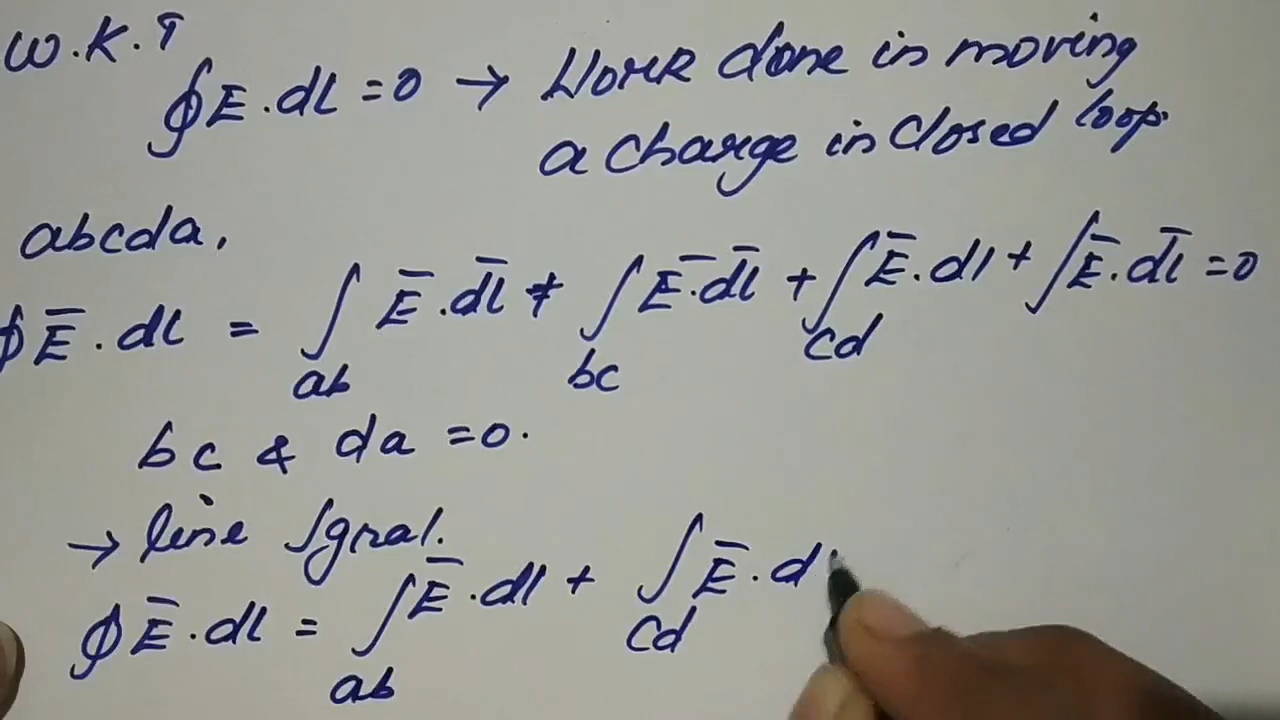 W.K.T
∮E.dl = 0 → Work done in moving
a charge in closed loop.
abcda.
∮E̅.dl = ∫ab E̅.dl̅ + ∫bc E̅.dl̅ + ∫cd E̅.dl + ∫E̅.dl̅ = 0
bc & da = 0.
→ line ∫gral.
∮E̅.dl = ∫ab E̅.dl + ∫cd E̅.d